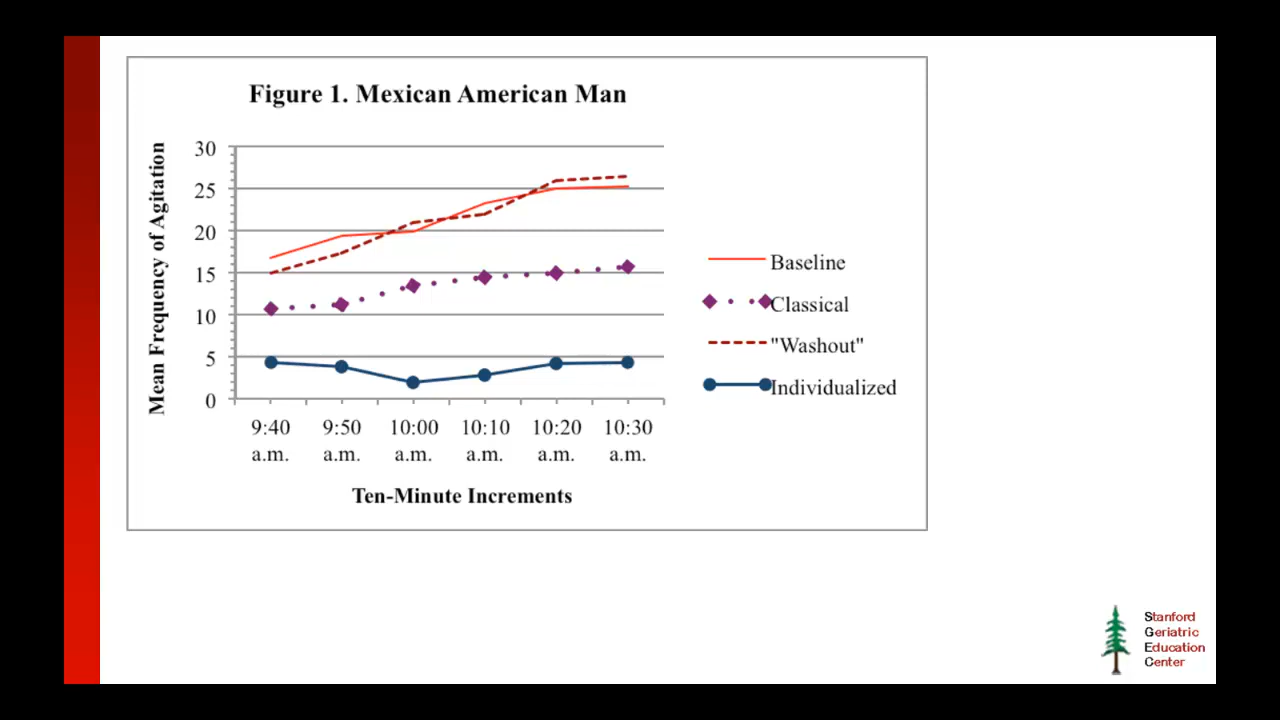 Figure 1. Mexican American Man
Mean Frequency of Agitation
30
25
20
15
10
5
0
9:40 9:50 10:00 10:10 10:20 10:30
a.m. a.m. a.m. a.m. a.m. a.m.
Ten-Minute Increments
Baseline
Classical
"Washout"
Individualized
Stanford
Geriatric
Education
Center